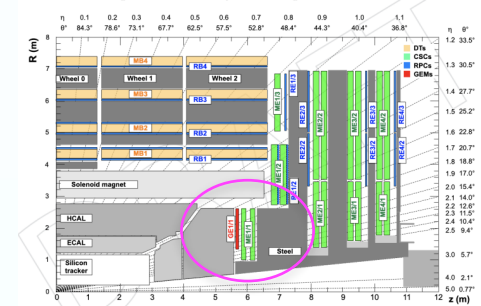 η 0.1 0.2 0.3 0.4 0.5 0.6 0.7 0.8 0.9 1.0 1.1 η θ°
θ° 84.3° 78.6° 73.1° 67.7° 62.5° 57.5° 52.8° 48.4° 44.3° 40.4° 36.8° 1.2 33.5°
R (m)
8
7
6
5
4
3
2
1
0
DTs
CSCs
RPCs
GEMs
MB4
RB4
Wheel 0
Wheel 1
Wheel 2
MB3
RB3
MB2
RB2
MB1
RB1
Solenoid magnet
HCAL
ECAL
Silicon
tracker
Steel
GE1/1
ME1/1
ME1/2
ME1/3
RE1/3
RE1/2
RE2/3
RE2/2
ME2/2
ME2/1
RE3/3
RE3/2
ME3/2
ME3/1
RE4/3
RE4/2
ME4/2
ME4/1
1.3 30.5°
1.4 27.7°
1.5 25.2°
1.6 22.8°
1.7 20.7°
1.8 18.8°
1.9 17.0°
2.0 15.4°
2.1 14.0°
2.2 12.6°
2.3 11.5°
2.4 10.4°
2.5 9.4°
3.0 5.7°
4.0 2.1°
5.0 0.77°
0 1 2 3 4 5 6 7 8 9 10 11 12 z (m)